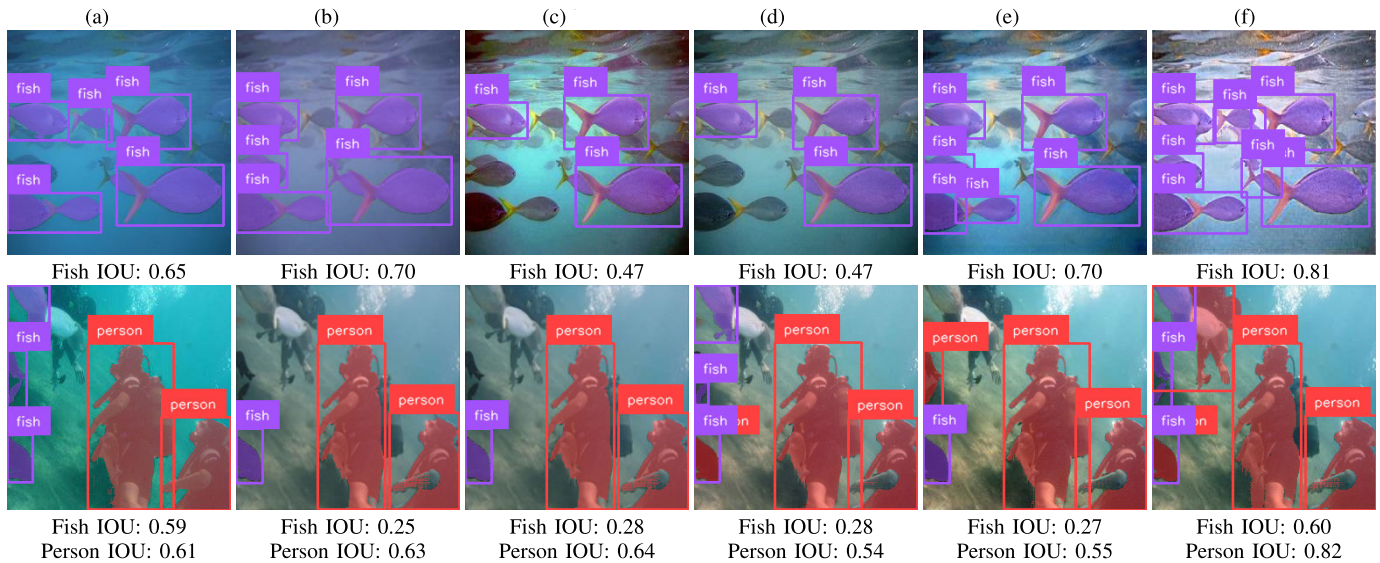 (a) (b) (c) (d) (e) (f)
fish fish fish fish fish
fish fish fish fish fish
fish fish
fish fish
fish fish fish fish fish
fish fish fish fish fish sh fish
Fish IOU: 0.65 Fish IOU: 0.70 Fish IOU: 0.47 Fish IOU: 0.47 Fish IOU: 0.70 Fish IOU: 0.81
fish person person person person person person person fish person
fish person person person person person person
fish fish fish on fish fish
Fish IOU: 0.59 Fish IOU: 0.25 Fish IOU: 0.28 Fish IOU: 0.28 Fish IOU: 0.27 Fish IOU: 0.60
Person IOU: 0.61 Person IOU: 0.63 Person IOU: 0.64 Person IOU: 0.54 Person IOU: 0.55 Person IOU: 0.82